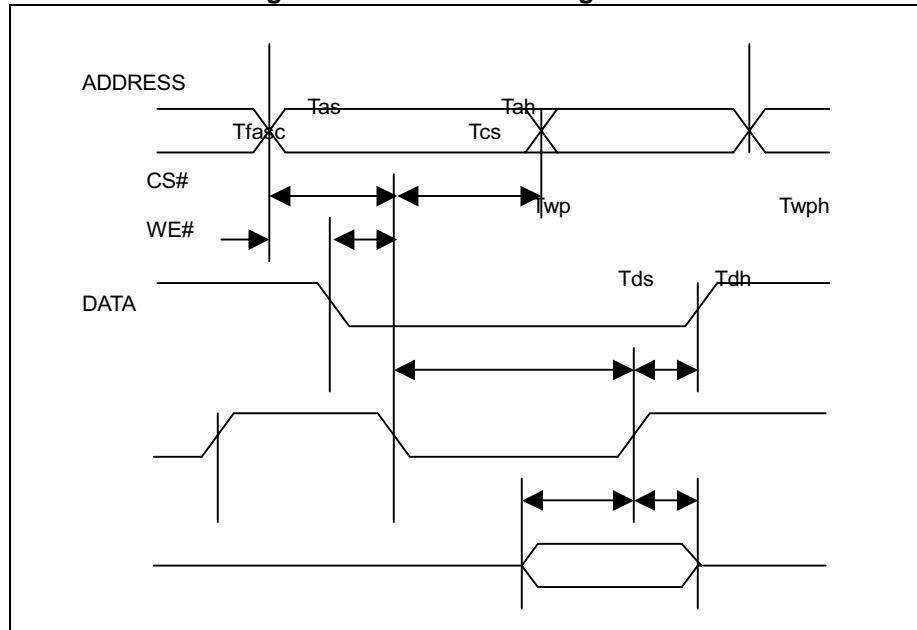 ADDRESS
Tas Tah
Tfasc Tcs
CS#
Twp Twph
WE#
Tds Tdh
DATA